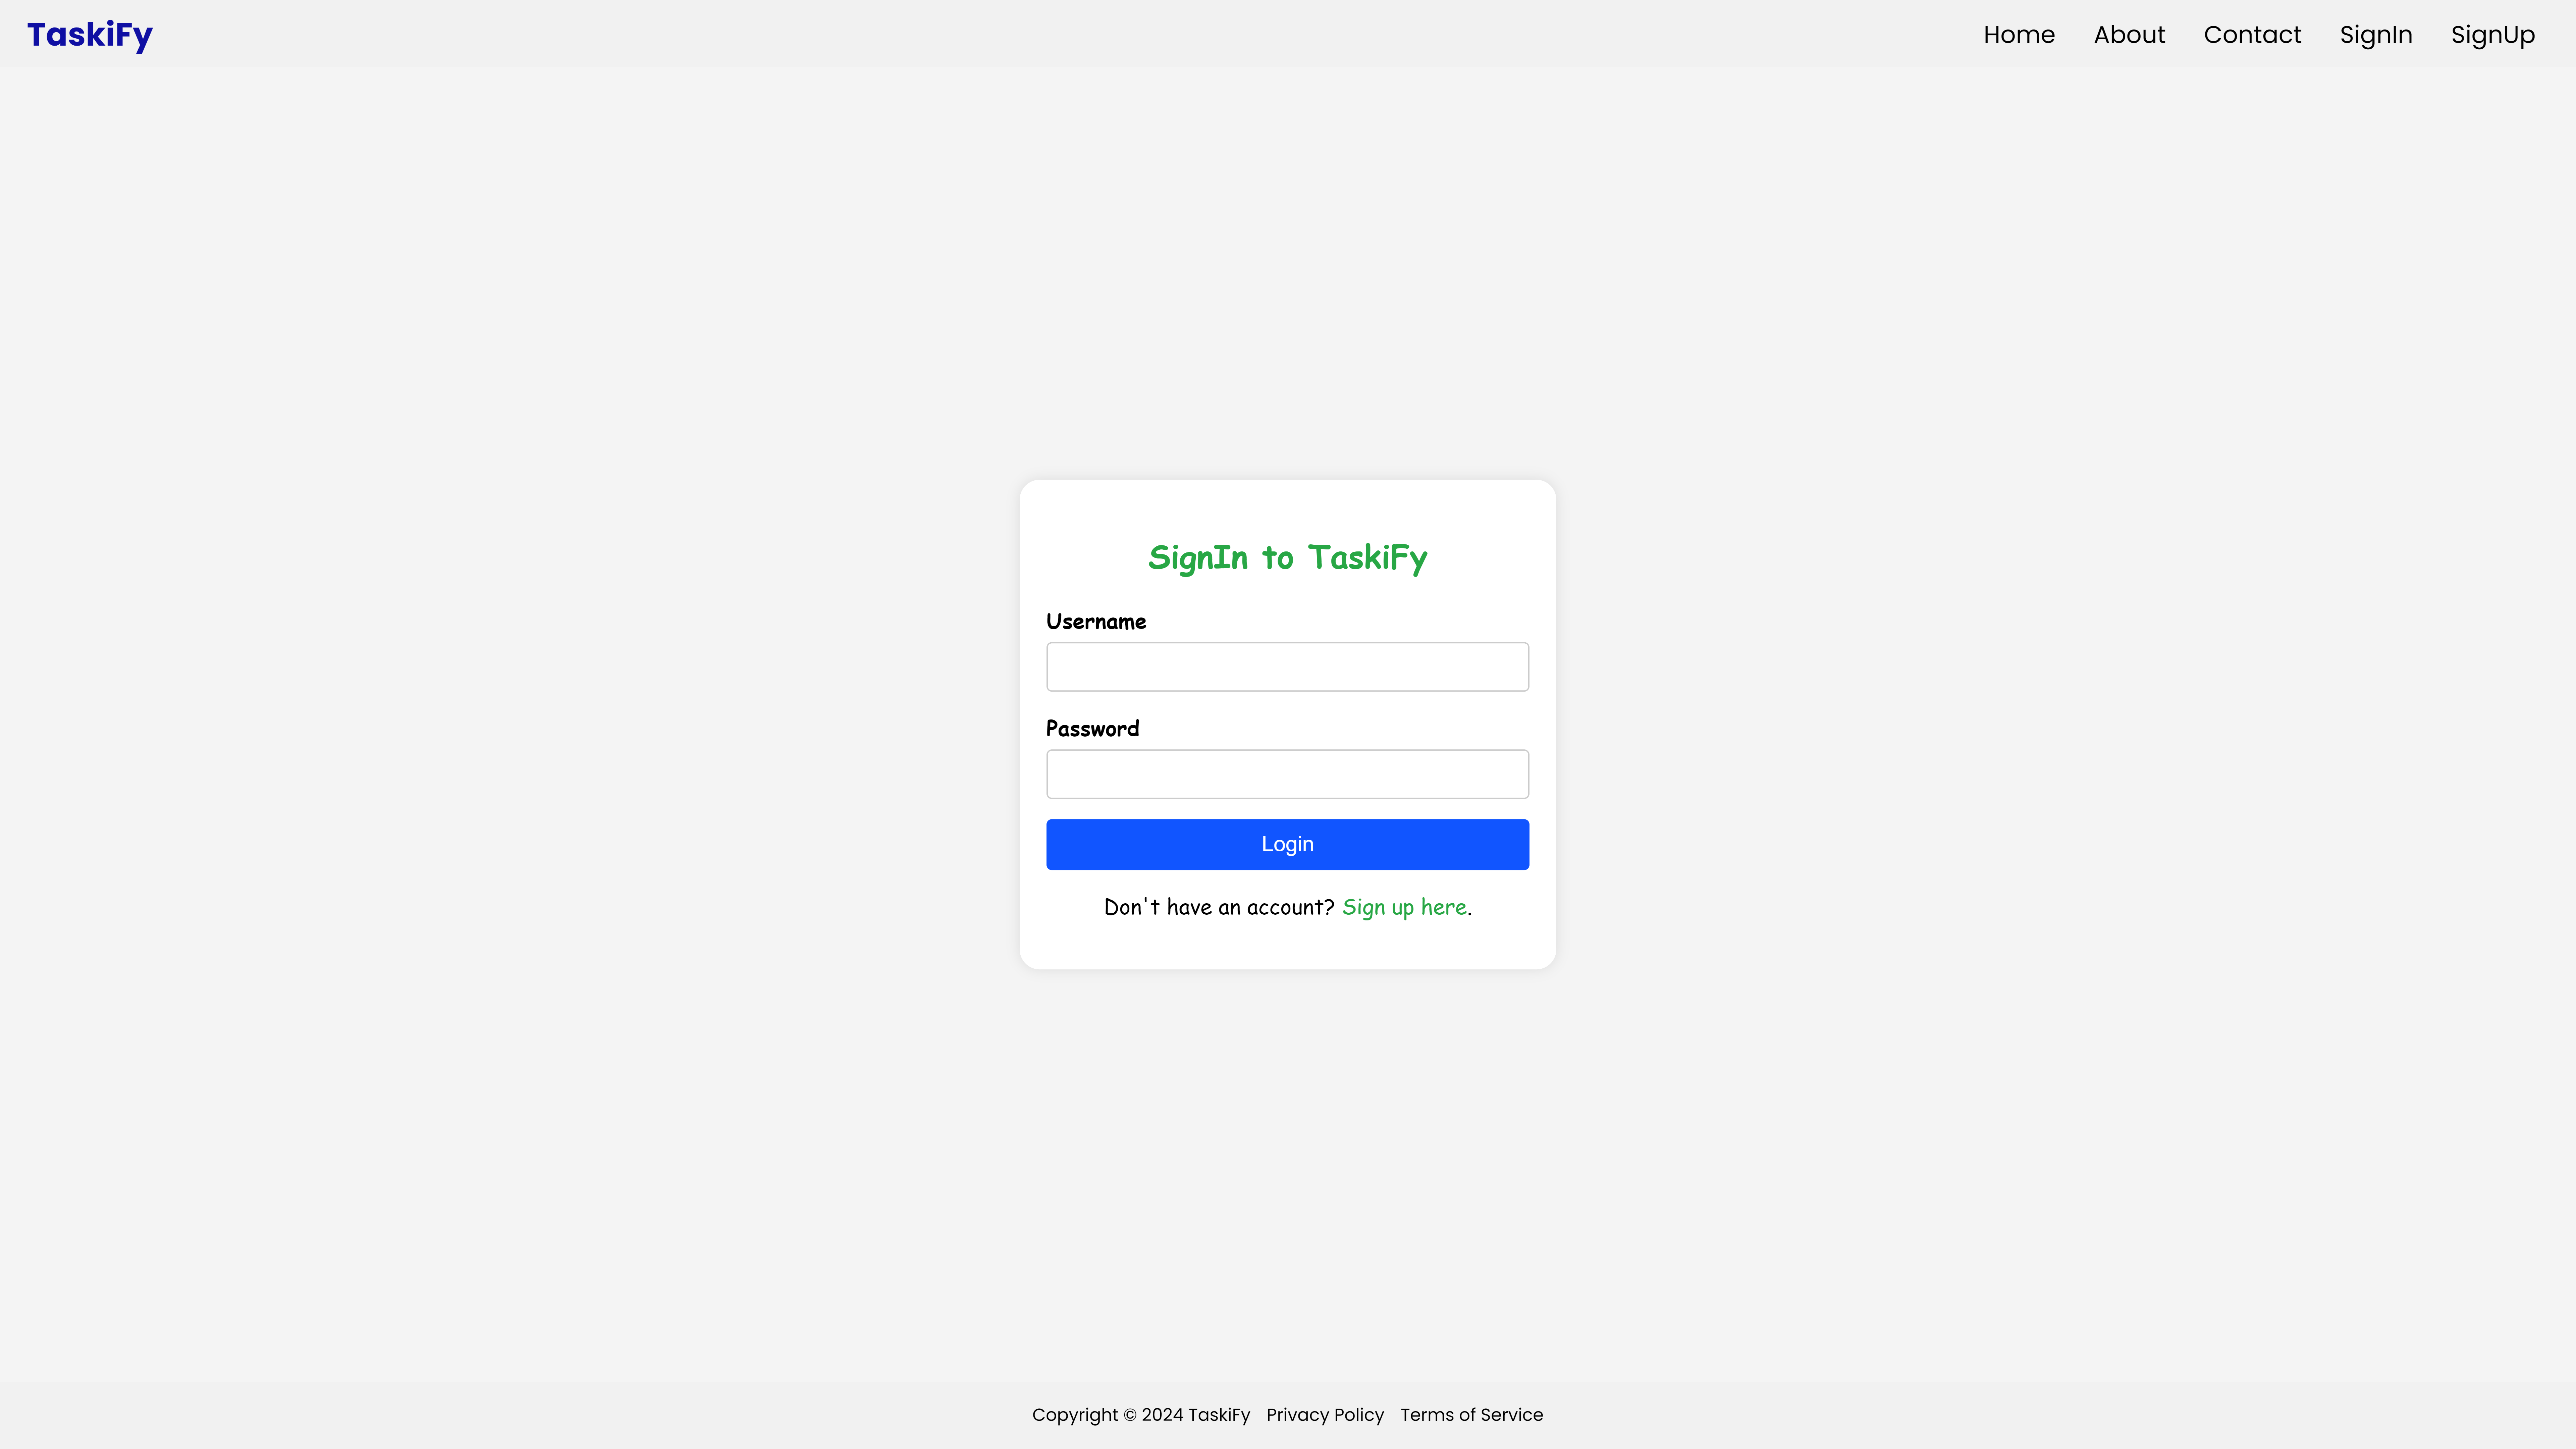 TaskiFy Home About Contact SignIn SignUp
SignIn to TaskiFy
Username
Password
Login
Don't have an account? Sign up here.
Copyright © 2024 TaskiFy Privacy Policy Terms of Service